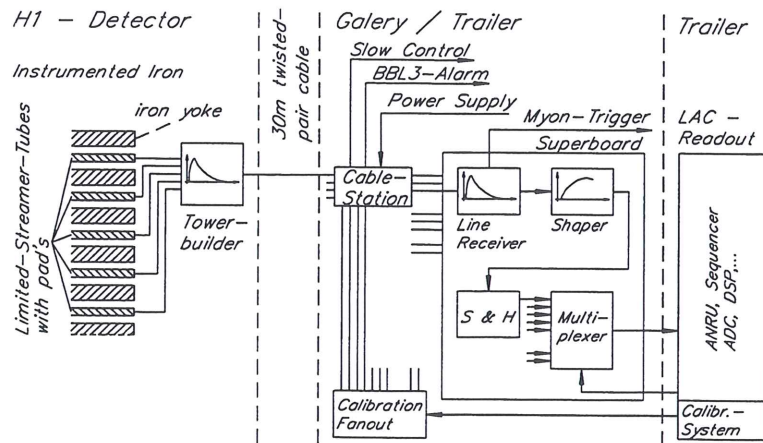 H1 - Detector
Galery / Trailer
Trailer
Instrumented Iron
iron yoke
Limited-Streamer-Tubes
with pad's
Tower-
builder
30m twisted-
pair cable
Slow Control
BBL3-Alarm
Power Supply
Myon-Trigger
Superboard
Cable-
Station
Line
Receiver
Shaper
S & H
Multi-
plexer
Calibration
Fanout
LAC -
Readout
ANRU, Sequencer
ADC, DSP,...
Calibr.-
System